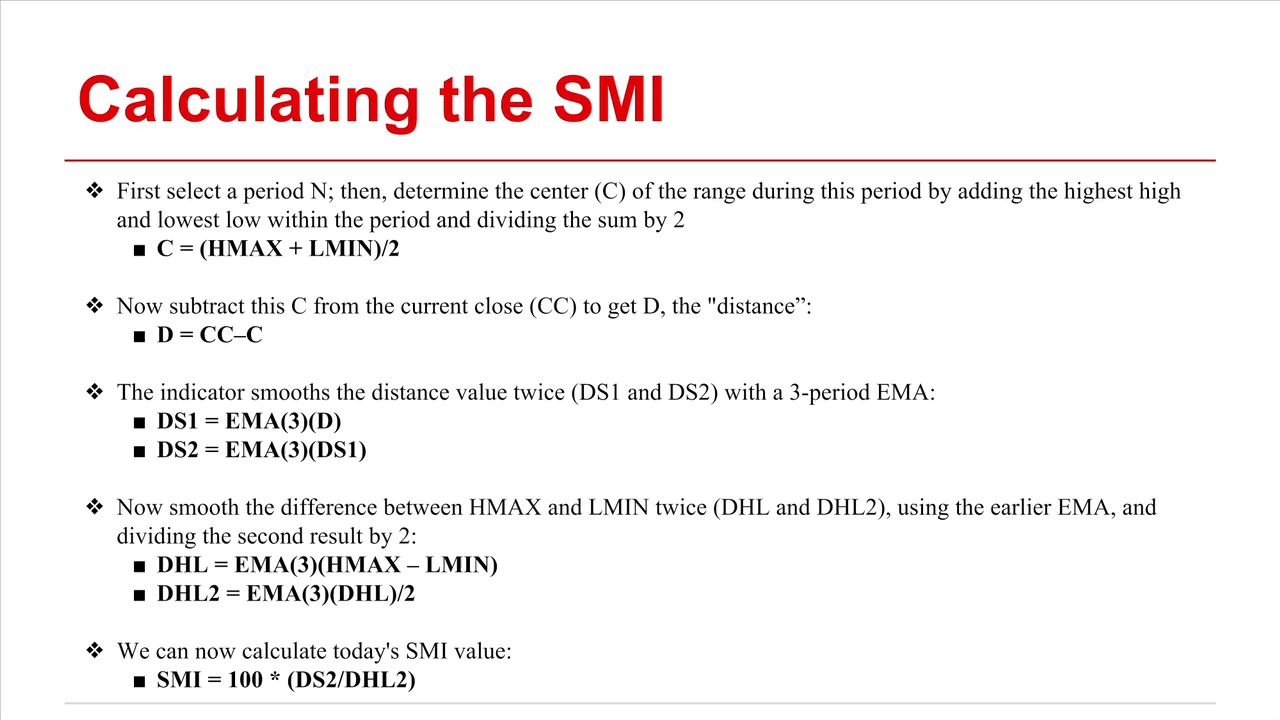 Calculating the SMI
❖ First select a period N; then, determine the center (C) of the range during this period by adding the highest high
and lowest low within the period and dividing the sum by 2
■ C = (HMAX + LMIN)/2
❖ Now subtract this C from the current close (CC) to get D, the "distance”:
■ D = CC–C
❖ The indicator smooths the distance value twice (DS1 and DS2) with a 3-period EMA:
■ DS1 = EMA(3)(D)
■ DS2 = EMA(3)(DS1)
❖ Now smooth the difference between HMAX and LMIN twice (DHL and DHL2), using the earlier EMA, and
dividing the second result by 2:
■ DHL = EMA(3)(HMAX – LMIN)
■ DHL2 = EMA(3)(DHL)/2
❖ We can now calculate today's SMI value:
■ SMI = 100 * (DS2/DHL2)